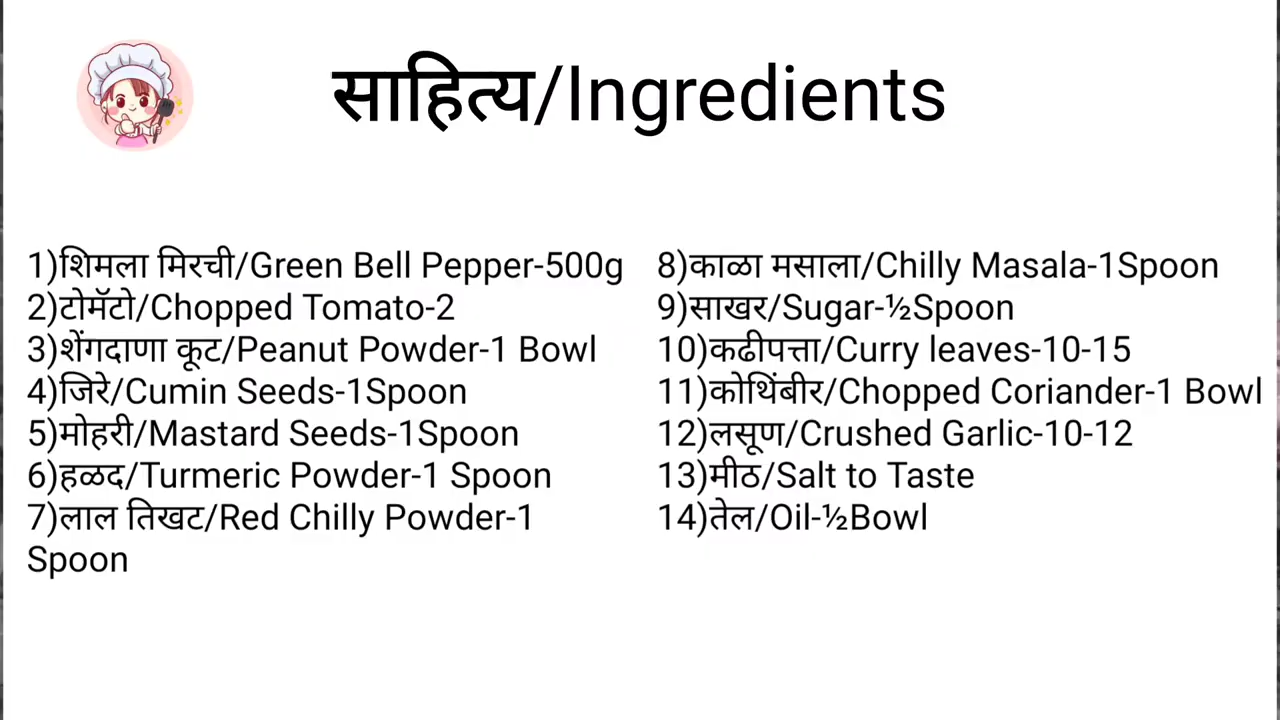 साहित्य/Ingredients
1)शिमला मिरची/Green Bell Pepper-500g
2)टोमॅटो/Chopped Tomato-2
3)शेंगदाणा कूट/Peanut Powder-1 Bowl
4)जिरे/Cumin Seeds-1Spoon
5)मोहरी/Mastard Seeds-1Spoon
6)हळद/Turmeric Powder-1 Spoon
7)लाल तिखट/Red Chilly Powder-1
Spoon
8)काळा मसाला/Chilly Masala-1Spoon
9)साखर/Sugar-½Spoon
10)कढीपत्ता/Curry leaves-10-15
11)कोथिंबीर/Chopped Coriander-1 Bowl
12)लसूण/Crushed Garlic-10-12
13)मीठ/Salt to Taste
14)तेल/Oil-½Bowl